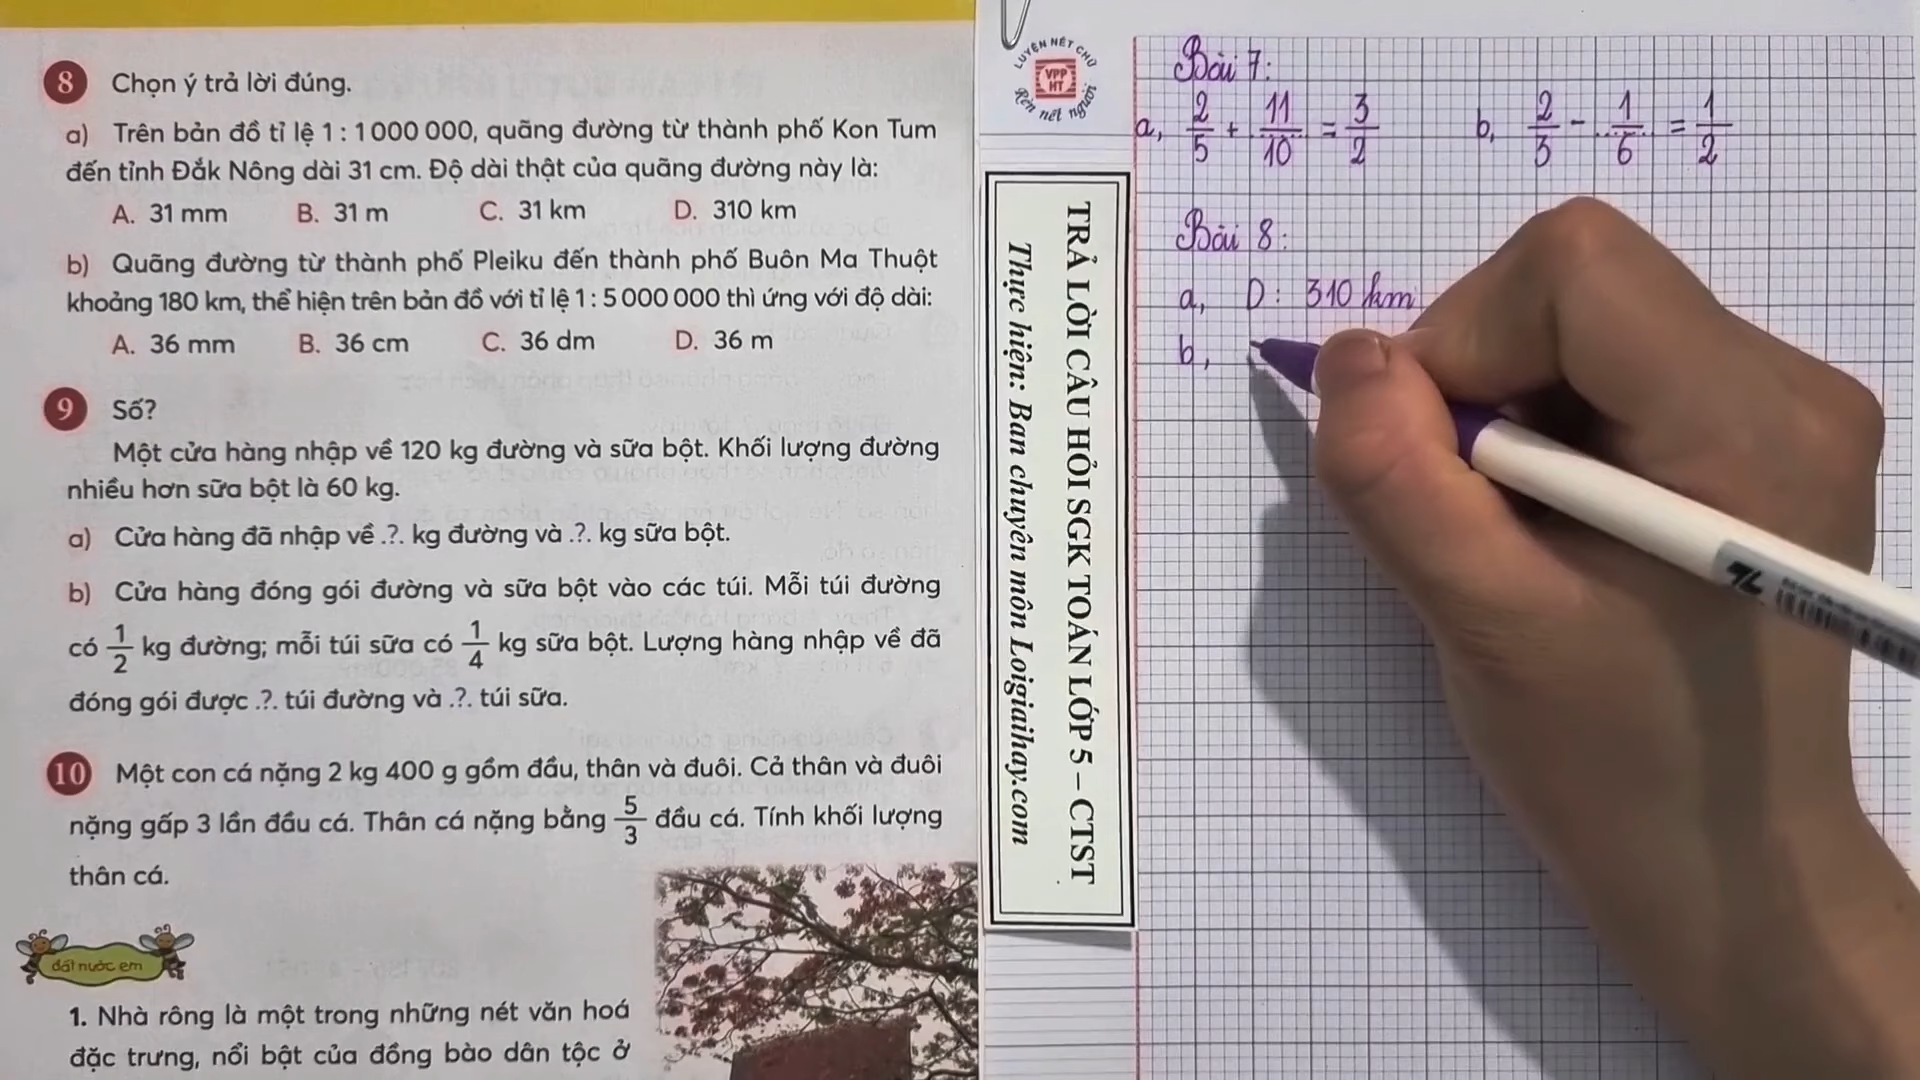 8 Chọn ý trả lời đúng.
a) Trên bản đồ tỉ lệ 1 : 1 000 000, quãng đường từ thành phố Kon Tum
đến tỉnh Đắk Nông dài 31 cm. Độ dài thật của quãng đường này là:
A. 31 mm B. 31 m C. 31 km D. 310 km
b) Quãng đường từ thành phố Pleiku đến thành phố Buôn Ma Thuột
khoảng 180 km, thể hiện trên bản đồ với tỉ lệ 1 : 5 000 000 thì ứng với độ dài:
A. 36 mm B. 36 cm C. 36 dm D. 36 m
9 Số?
Một cửa hàng nhập về 120 kg đường và sữa bột. Khối lượng đường
nhiều hơn sữa bột là 60 kg.
a) Cửa hàng đã nhập về .?. kg đường và .?. kg sữa bột.
b) Cửa hàng đóng gói đường và sữa bột vào các túi. Mỗi túi đường
có 1/2 kg đường; mỗi túi sữa có 1/4 kg sữa bột. Lượng hàng nhập về đã
đóng gói được .?. túi đường và .?. túi sữa.
10 Một con cá nặng 2 kg 400 g gồm đầu, thân và đuôi. Cả thân và đuôi
nặng gấp 3 lần đầu cá. Thân cá nặng bằng 5/3 đầu cá. Tính khối lượng
thân cá.
đất nước em
1. Nhà rông là một trong những nét văn hoá
đặc trưng, nổi bật của đồng bào dân tộc ở
LUYỆN NÉT CHỮ
VPP
HT
Rèn nết người
TRẢ LỜI CÂU HỎI SGK TOÁN LỚP 5 – CTST
Thực hiện: Ban chuyên môn Loigiaihay.com
Bài 7:
a, 2/5 + 11/10 = 3/2 b, 2/3 - 1/6 = 1/2
Bài 8:
a, D: 310 km
b,